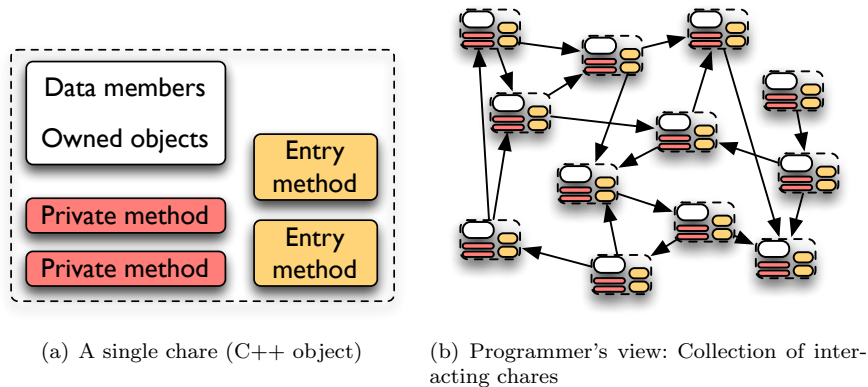 Data members
Owned objects
Private method
Private method
Entry
method
Entry
method
(a) A single chare (C++ object)
(b) Programmer's view: Collection of inter-
acting chares